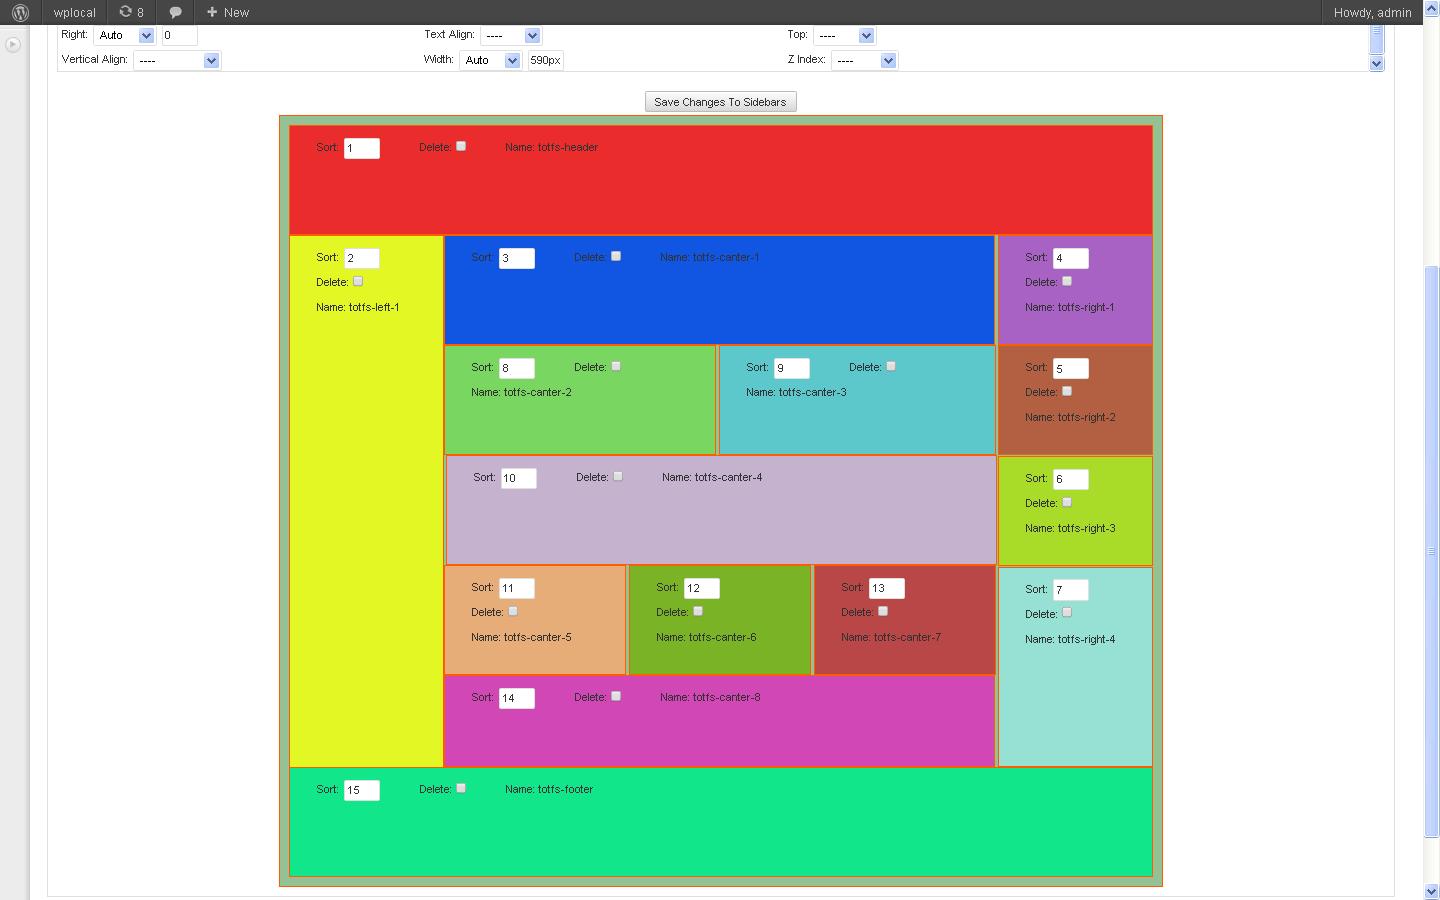 wplocal 8 New Howdy, admin
Right: Auto 0 Text Align: ---- Top: ----
Vertical Align: ---- Width: Auto 590px Z Index: ----
Save Changes To Sidebars
Sort: 1 Delete: Name: totfs-header
Sort: 2
Delete:
Name: totfs-left-1
Sort: 3 Delete: Name: totfs-canter-1
Sort: 4
Delete:
Name: totfs-right-1
Sort: 8 Delete:
Name: totfs-canter-2
Sort: 9 Delete:
Name: totfs-canter-3
Sort: 5
Delete:
Name: totfs-right-2
Sort: 10 Delete: Name: totfs-canter-4
Sort: 6
Delete:
Name: totfs-right-3
Sort: 11
Delete:
Name: totfs-canter-5
Sort: 12
Delete:
Name: totfs-canter-6
Sort: 13
Delete:
Name: totfs-canter-7
Sort: 7
Delete:
Name: totfs-right-4
Sort: 14 Delete: Name: totfs-canter-8
Sort: 15 Delete: Name: totfs-footer